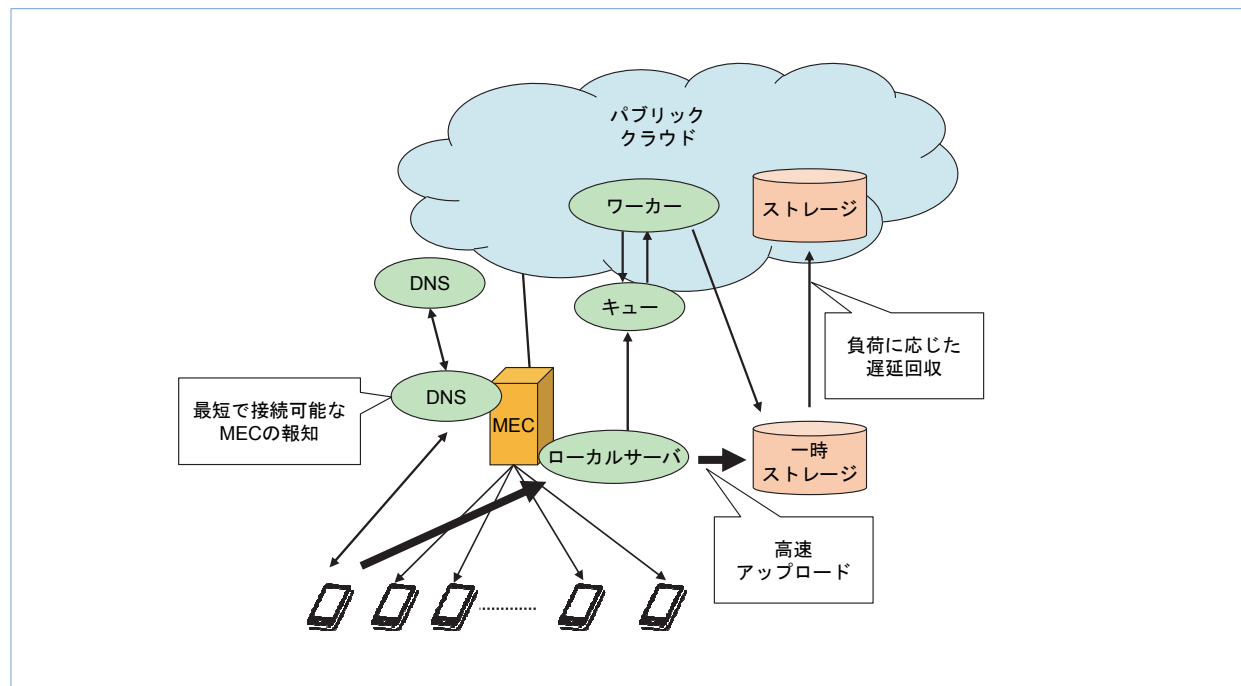 パブリック
クラウド
ワーカー
ストレージ
DNS
キュー
負荷に応じた
遅延回収
最短で接続可能な
MECの報知
DNS
MEC
ローカルサーバ
一時
ストレージ
高速
アップロード